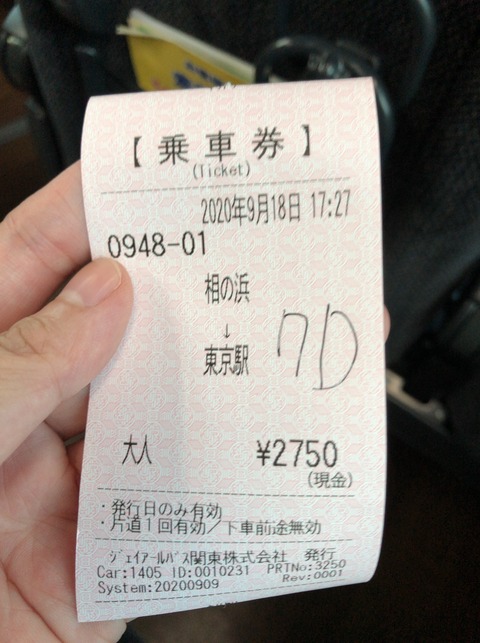 【乗車券】
(Ticket)
2020年9月18日 17:27
0948-01
相の浜
↓
東京駅
7D
大人
¥2750
(現金)
・発行日のみ有効
・片道1回有効/下車前途無効
ジェイアールバス関東株式会社 発行
Car:1405 ID:0010231 PRTNo:3250
System:20200909 Rev:0001